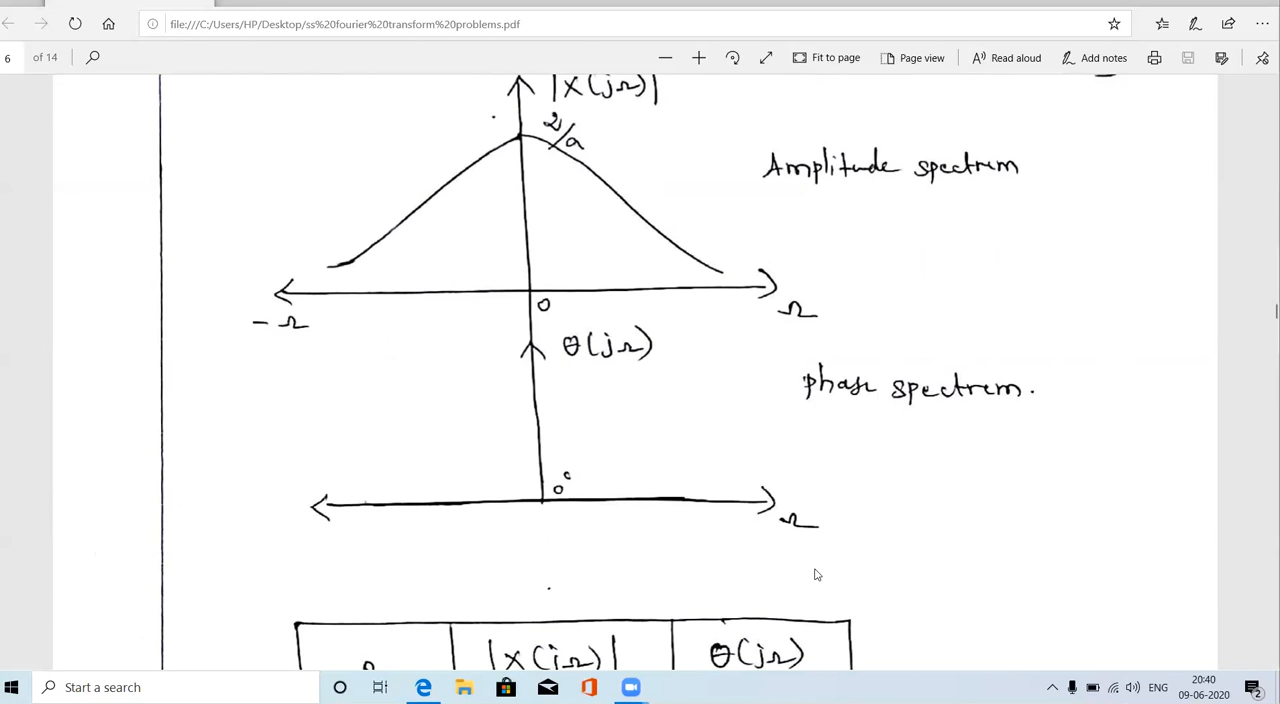 file:///C:/Users/HP/Desktop/ss%20fourier%20transform%20problems.pdf
6 of 14
Fit to page
Page view
Read aloud
Add notes
|X(jΩ)|
2/a
Amplitude spectrum
0
-Ω
Ω
θ(jΩ)
phase spectrum.
0°
Ω
|X(jΩ)| θ(jΩ)
Start a search
ENG
20:40
09-06-2020
2